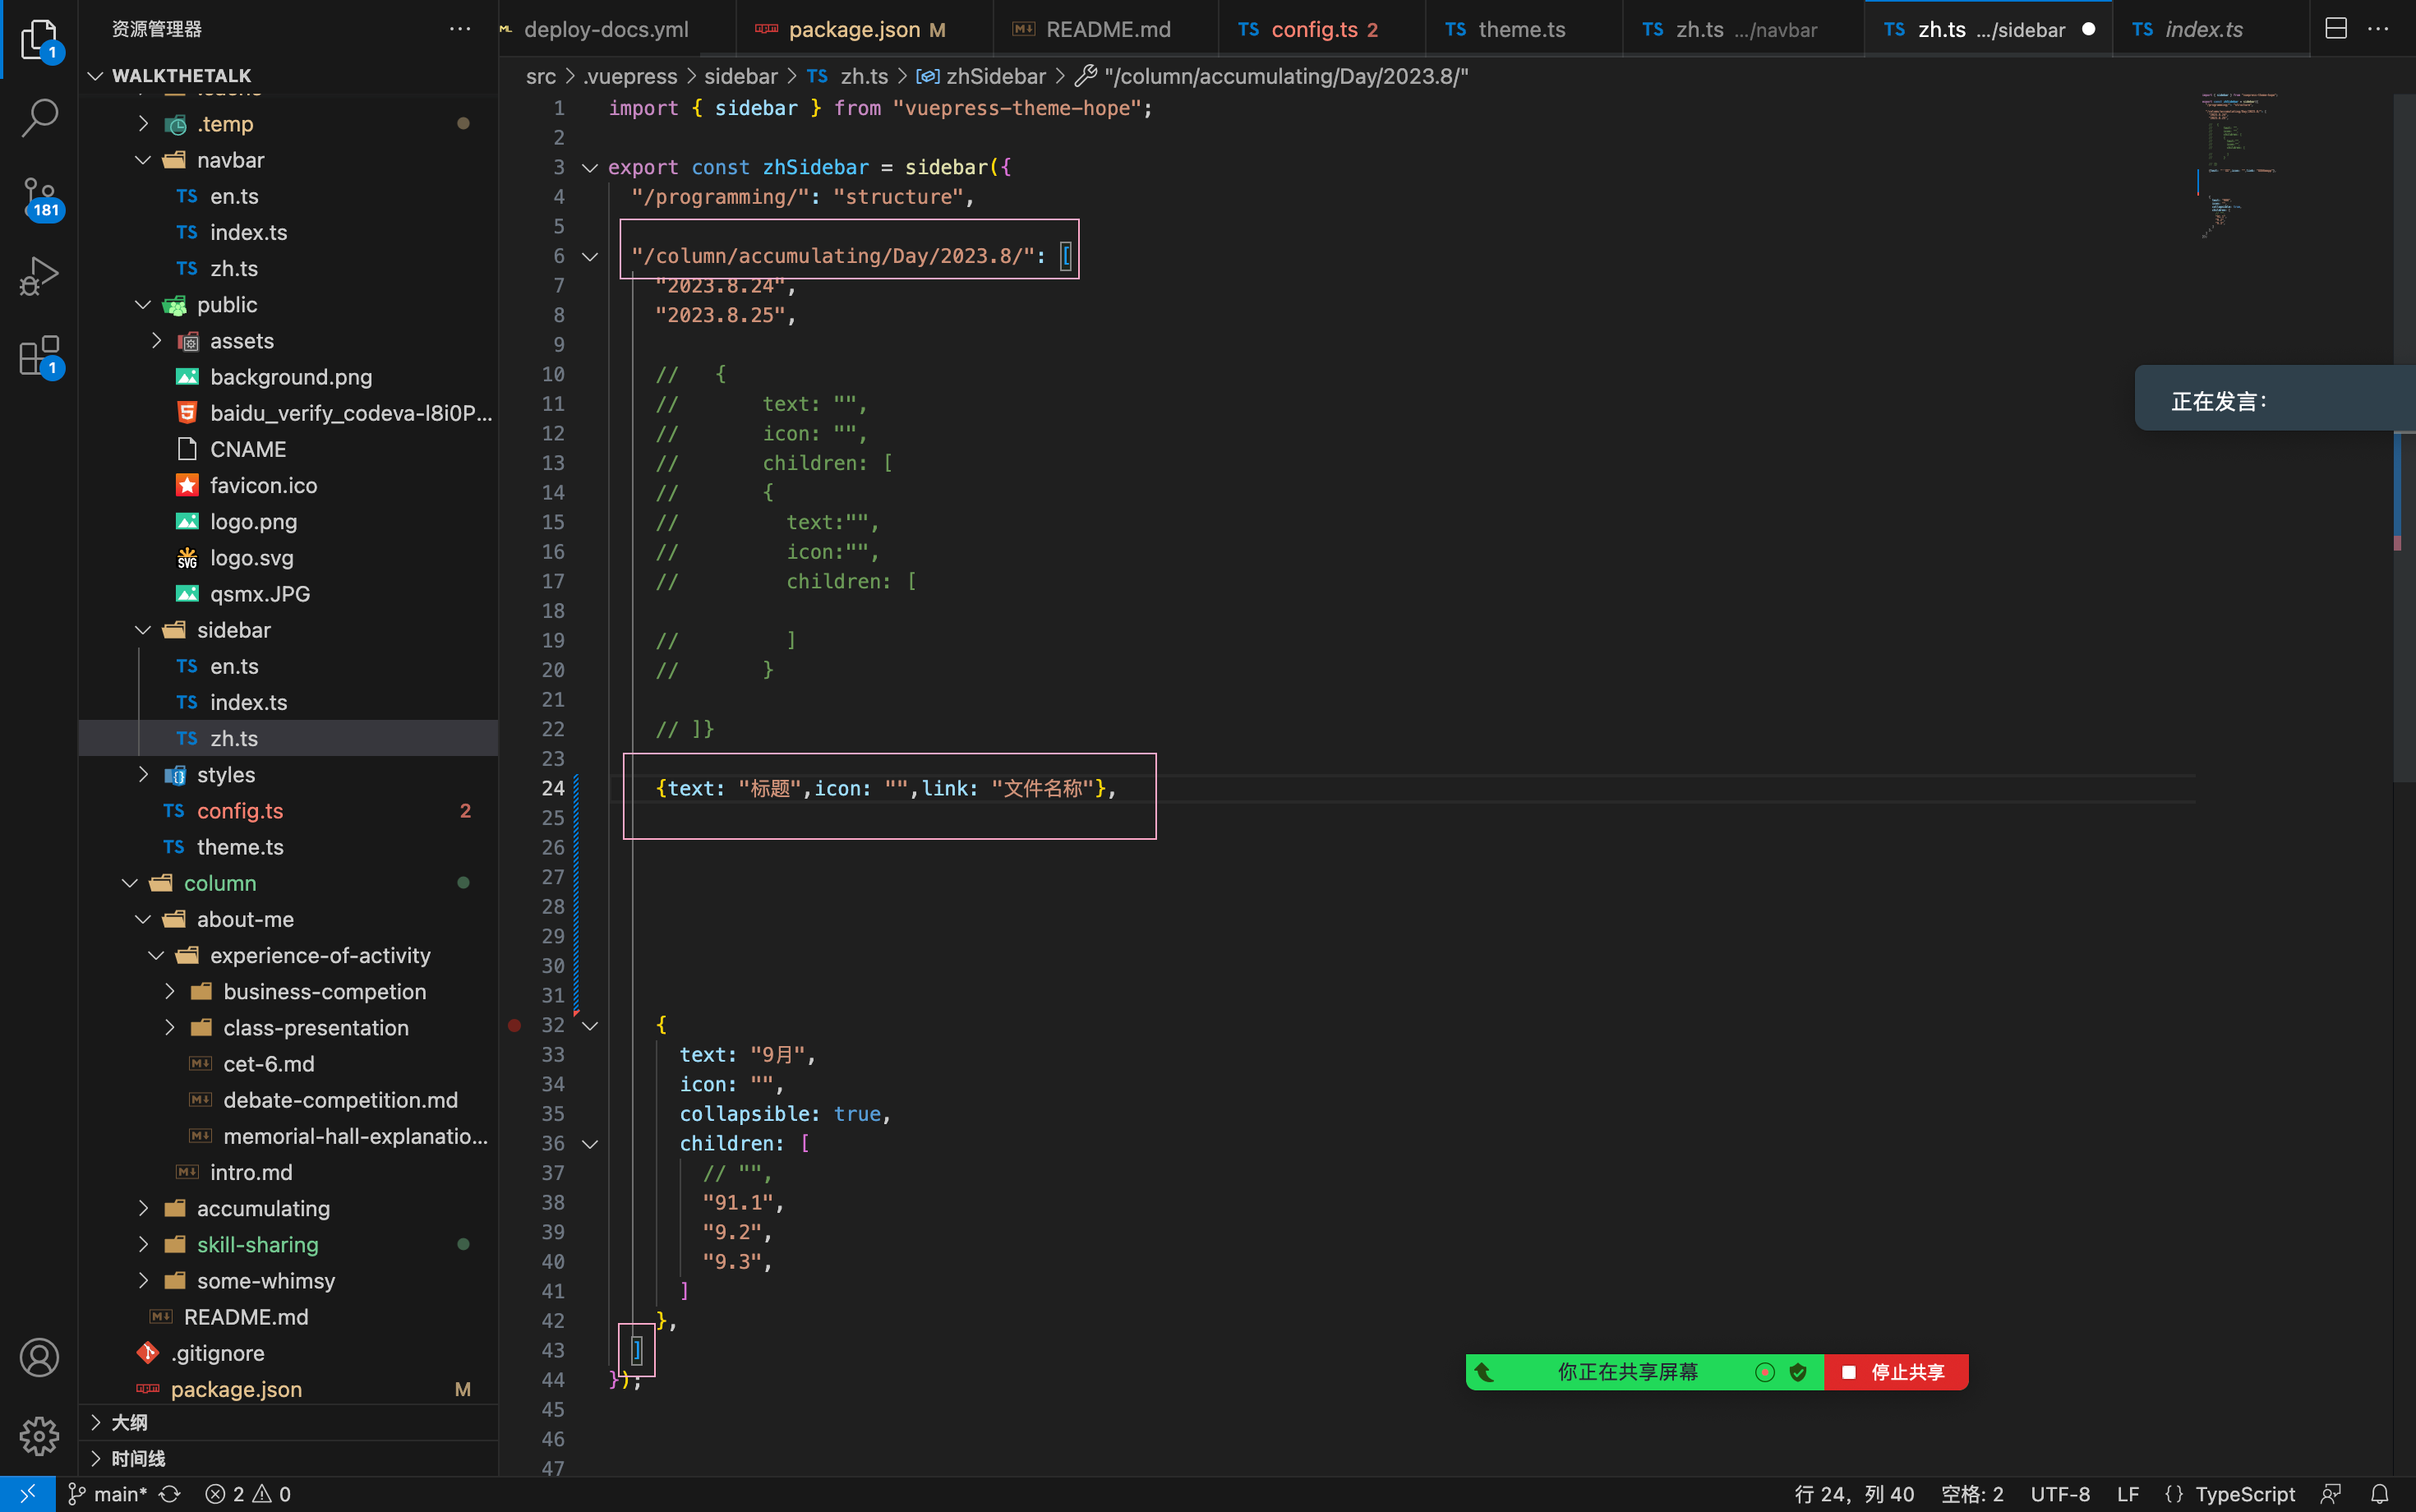 资源管理器
WALKTHETALK
.temp
navbar
TS en.ts
TS index.ts
TS zh.ts
public
assets
background.png
baidu_verify_codeva-l8i0P...
CNAME
favicon.ico
logo.png
logo.svg
qsmx.JPG
sidebar
TS en.ts
TS index.ts
TS zh.ts
styles
TS config.ts 2
TS theme.ts
column
about-me
experience-of-activity
business-competion
class-presentation
cet-6.md
debate-competition.md
memorial-hall-explanatio...
intro.md
accumulating
skill-sharing
some-whimsy
README.md
.gitignore
package.json M
大纲
时间线
1
181
1
deploy-docs.yml
package.json M
README.md
TS config.ts 2
TS theme.ts
TS zh.ts .../navbar
TS zh.ts .../sidebar
TS index.ts
src > .vuepress > sidebar > TS zh.ts > zhSidebar > "/column/accumulating/Day/2023.8/"
1 import { sidebar } from "vuepress-theme-hope";
2
3 export const zhSidebar = sidebar({
4 "/programming/": "structure",
5
6 "/column/accumulating/Day/2023.8/": [
7 "2023.8.24",
8 "2023.8.25",
9
10 // {
11 // text: "",
12 // icon: "",
13 // children: [
14 // {
15 // text:"",
16 // icon:"",
17 // children: [
18
19 // ]
20 // }
21
22 // ]}
23
24 {text: "标题",icon: "",link: "文件名称"},
25
26
27
28
29
30
31
32 {
33 text: "9月",
34 icon: "",
35 collapsible: true,
36 children: [
37 // "",
38 "91.1",
39 "9.2",
40 "9.3",
41 ]
42 },
43 ]
44 });
45
46
47
正在发言：
你正在共享屏幕 停止共享
main* 2 0
行 24，列 40 空格: 2 UTF-8 LF {} TypeScript